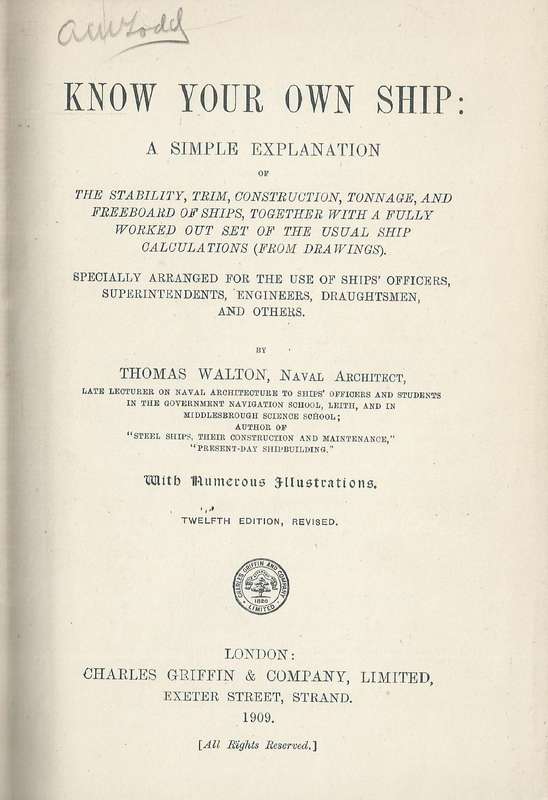 KNOW YOUR OWN SHIP:
A SIMPLE EXPLANATION
OF
THE STABILITY, TRIM, CONSTRUCTION, TONNAGE, AND
FREEBOARD OF SHIPS, TOGETHER WITH A FULLY
WORKED OUT SET OF THE USUAL SHIP
CALCULATIONS (FROM DRAWINGS).
SPECIALLY ARRANGED FOR THE USE OF SHIPS' OFFICERS,
SUPERINTENDENTS, ENGINEERS, DRAUGHTSMEN,
AND OTHERS.
BY
THOMAS WALTON, NAVAL ARCHITECT,
LATE LECTURER ON NAVAL ARCHITECTURE TO SHIPS' OFFICERS AND STUDENTS
IN THE GOVERNMENT NAVIGATION SCHOOL, LEITH, AND IN
MIDDLESBROUGH SCIENCE SCHOOL;
AUTHOR OF
"STEEL SHIPS, THEIR CONSTRUCTION AND MAINTENANCE,"
"PRESENT-DAY SHIPBUILDING."
With Numerous Illustrations.
TWELFTH EDITION, REVISED.
CHARLES GRIFFIN AND COMPANY
1820
LIMITED
LONDON:
CHARLES GRIFFIN & COMPANY, LIMITED,
EXETER STREET, STRAND.
1909.
[All Rights Reserved.]